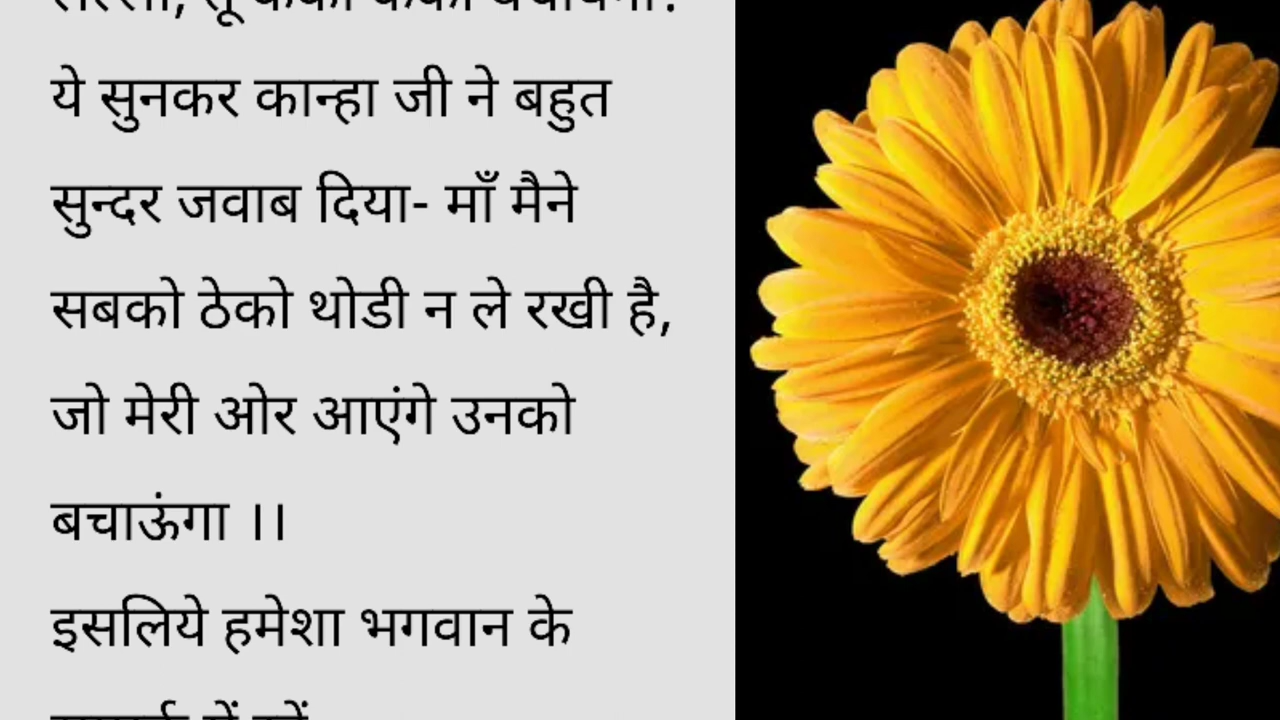 ये सुनकर कान्हा जी ने बहुत
सुन्दर जवाब दिया- माँ मैने
सबको ठेको थोडी न ले रखी है,
जो मेरी ओर आएंगे उनको
बचाऊंगा ।।
इसलिये हमेशा भगवान के